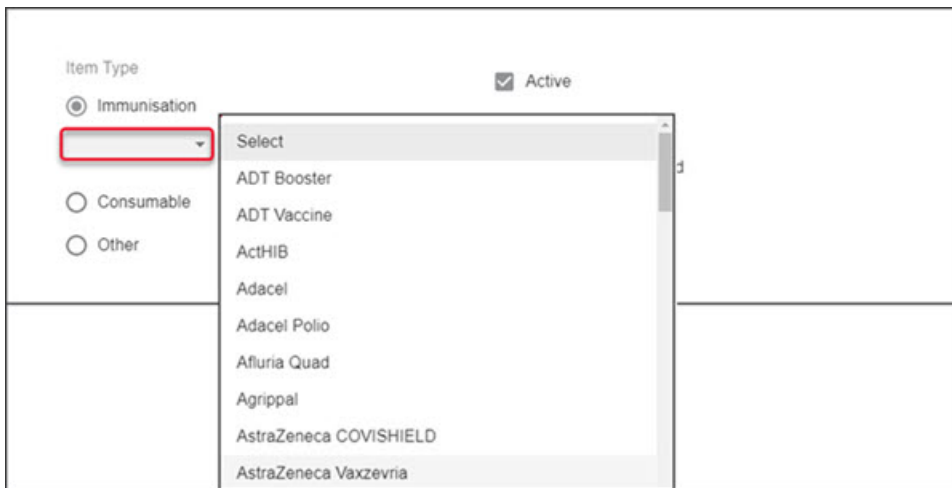 Item Type
Active
Immunisation
Select
ADT Booster
ADT Vaccine
Consumable
ActHIB
Other
Adacel
Adacel Polio
Afluria Quad
Agrippal
AstraZeneca COVISHIELD
AstraZeneca Vaxzevria